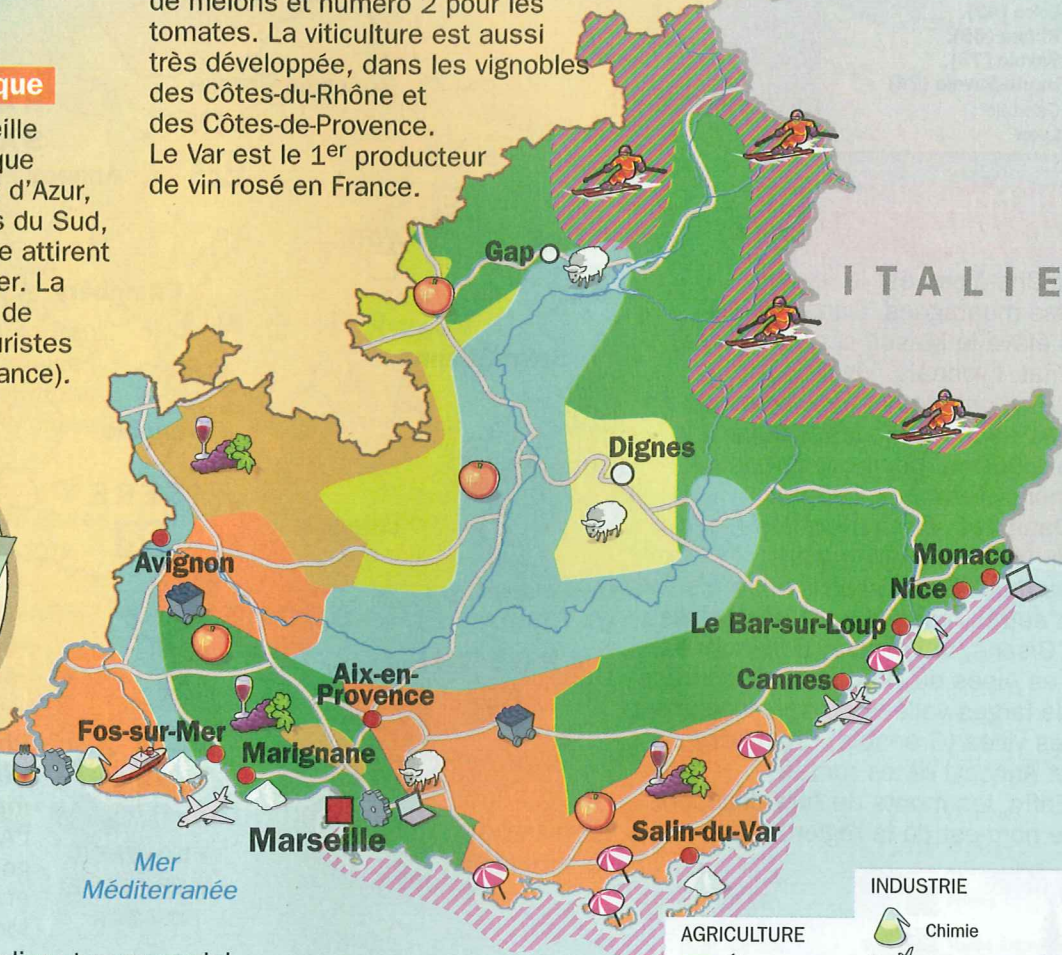 de melons et numéro 2 pour les
tomates. La viticulture est aussi
très développée, dans les vignobles
des Côtes-du-Rhône et
des Côtes-de-Provence.
Le Var est le 1er producteur
de vin rosé en France.
que
eille
que
d'Azur,
s du Sud,
e attirent
er. La
de
uristes
ance).
Gap
ITALIE
Dignes
Avignon
Monaco
Nice
Le Bar-sur-Loup
Cannes
Aix-en-
Provence
Fos-sur-Mer
Marignane
Marseille
Salin-du-Var
Mer
Méditerranée
INDUSTRIE
Chimie
AGRICULTURE